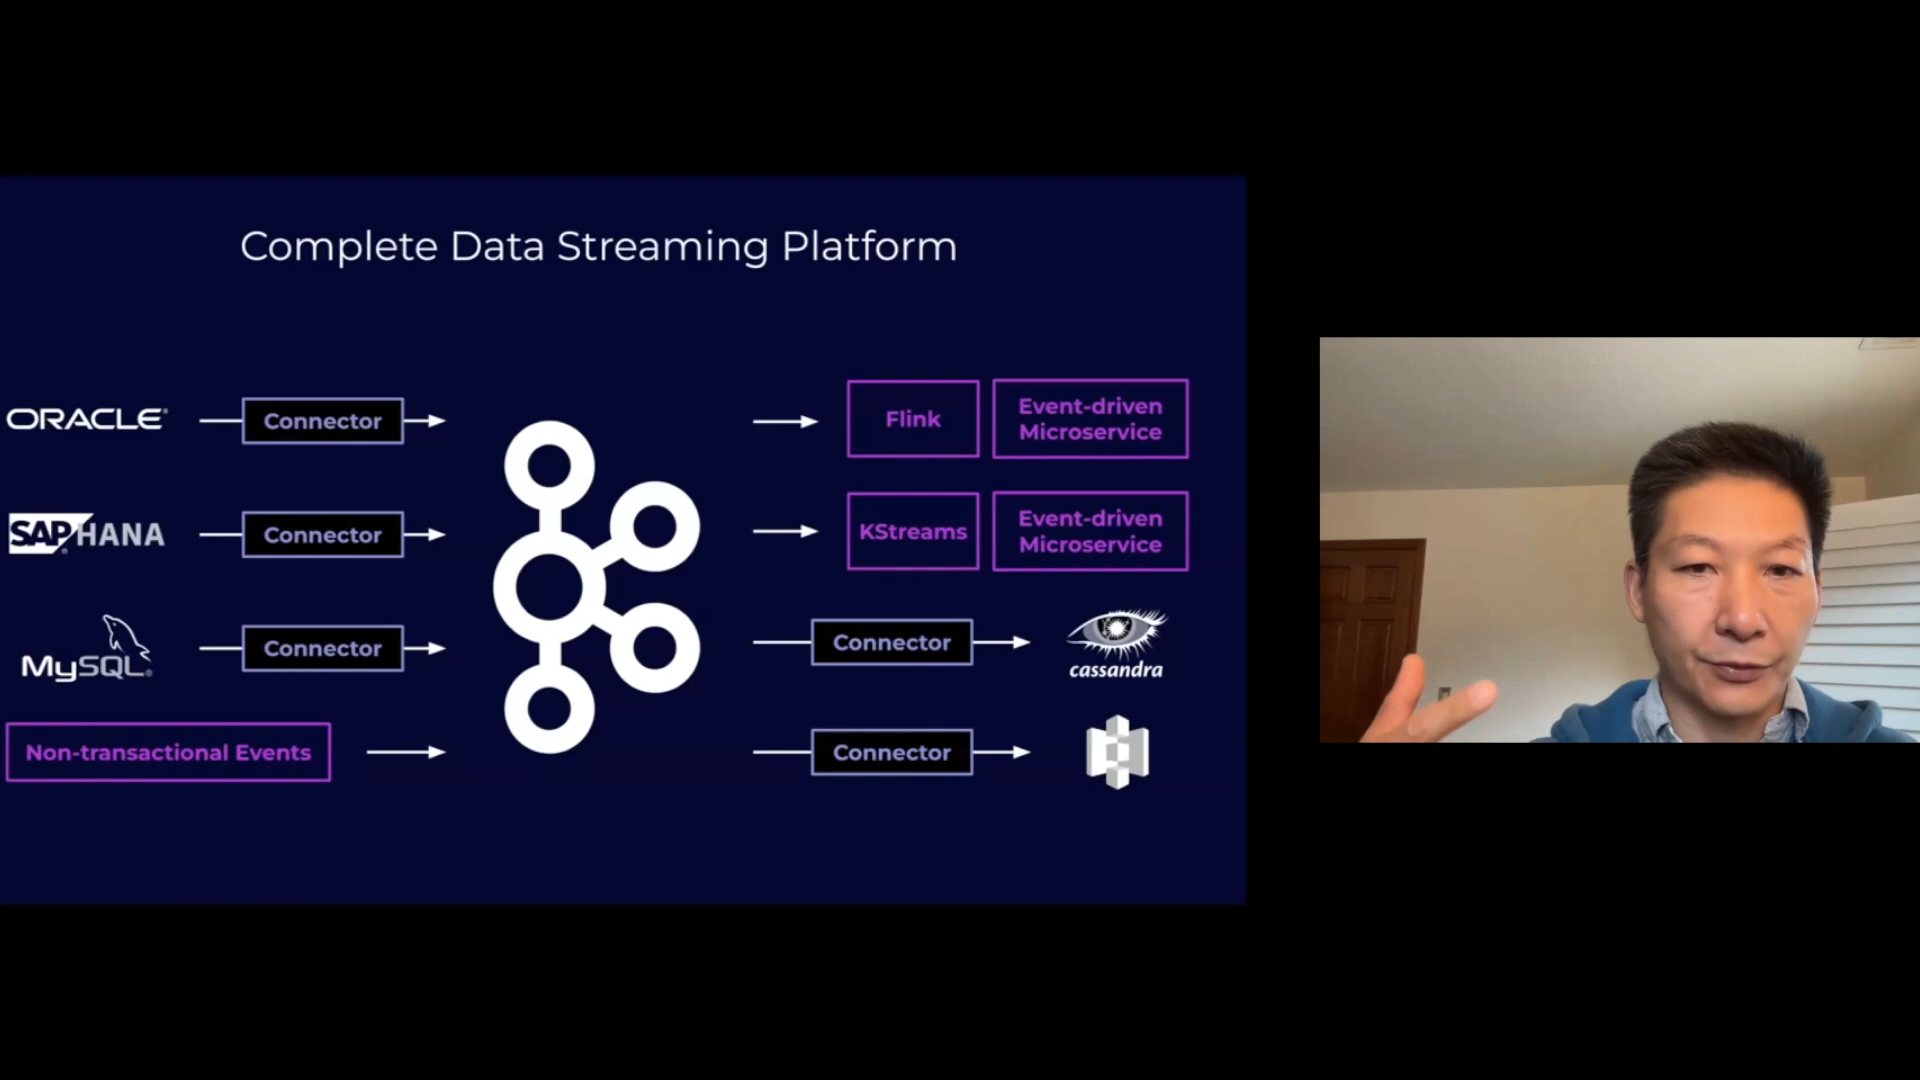 Complete Data Streaming Platform
ORACLE®
Connector
Flink
Event-driven
Microservice
SAP® HANA
Connector
KStreams
Event-driven
Microservice
MySQL®
Connector
Connector
cassandra
Non-transactional Events
Connector